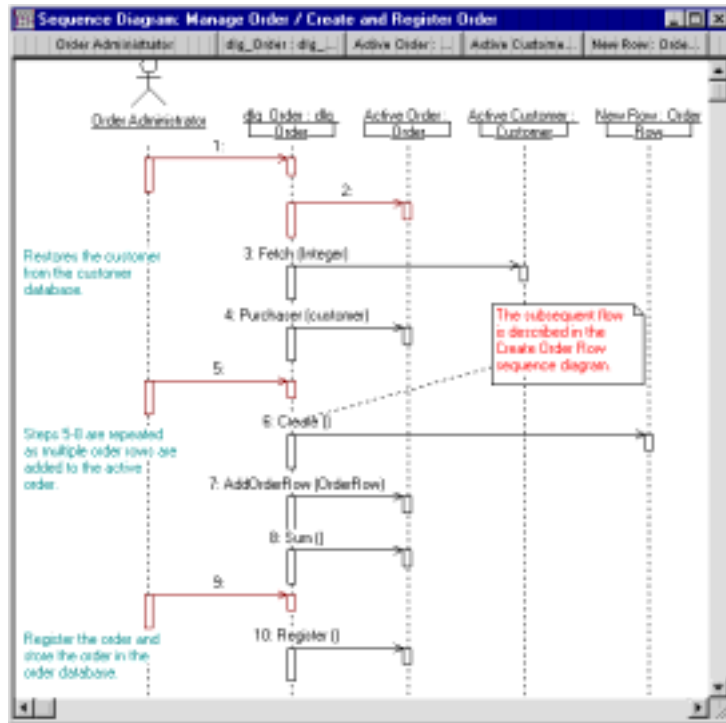 Sequence Diagram: Manage Order / Create and Register Order
Order Administrator
dlg_Order : dlg_...
Active Order : ...
Active Custome...
New Row : Orde...
Order Administrator
dlg_Order : dlg_
Order
Active Order :
Order
Active Customer :
Customer
New Row : Order
Row
1:
2:
Restores the customer
from the customer
database.
3: Fetch (Integer)
4: Purchaser (customer)
The subsequent flow
is described in the
Create Order Row
sequence diagram.
5:
6: Create ()
Steps 5-8 are repeated
as multiple order rows are
added to the active
order.
7: AddOrderRow (OrderRow)
8: Sum ()
9:
Register the order and
store the order in the
order database.
10: Register ()